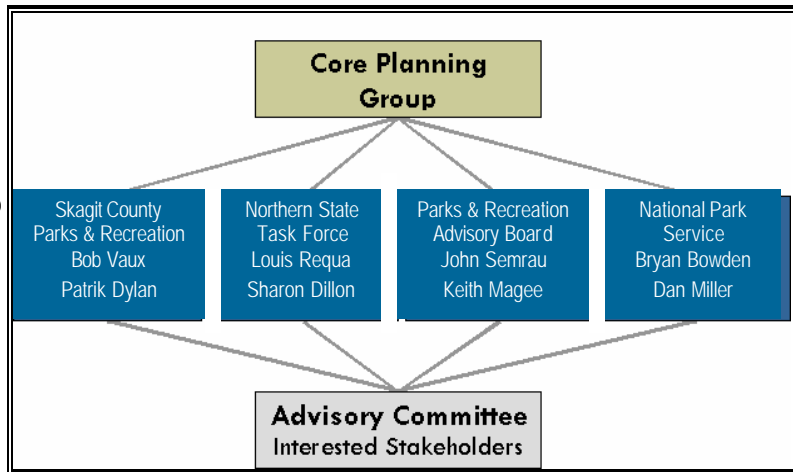 Core Planning
Group
Skagit County
Parks & Recreation
Bob Vaux
Patrik Dylan
Northern State
Task Force
Louis Requa
Sharon Dillon
Parks & Recreation
Advisory Board
John Semrau
Keith Magee
National Park
Service
Bryan Bowden
Dan Miller
Advisory Committee
Interested Stakeholders